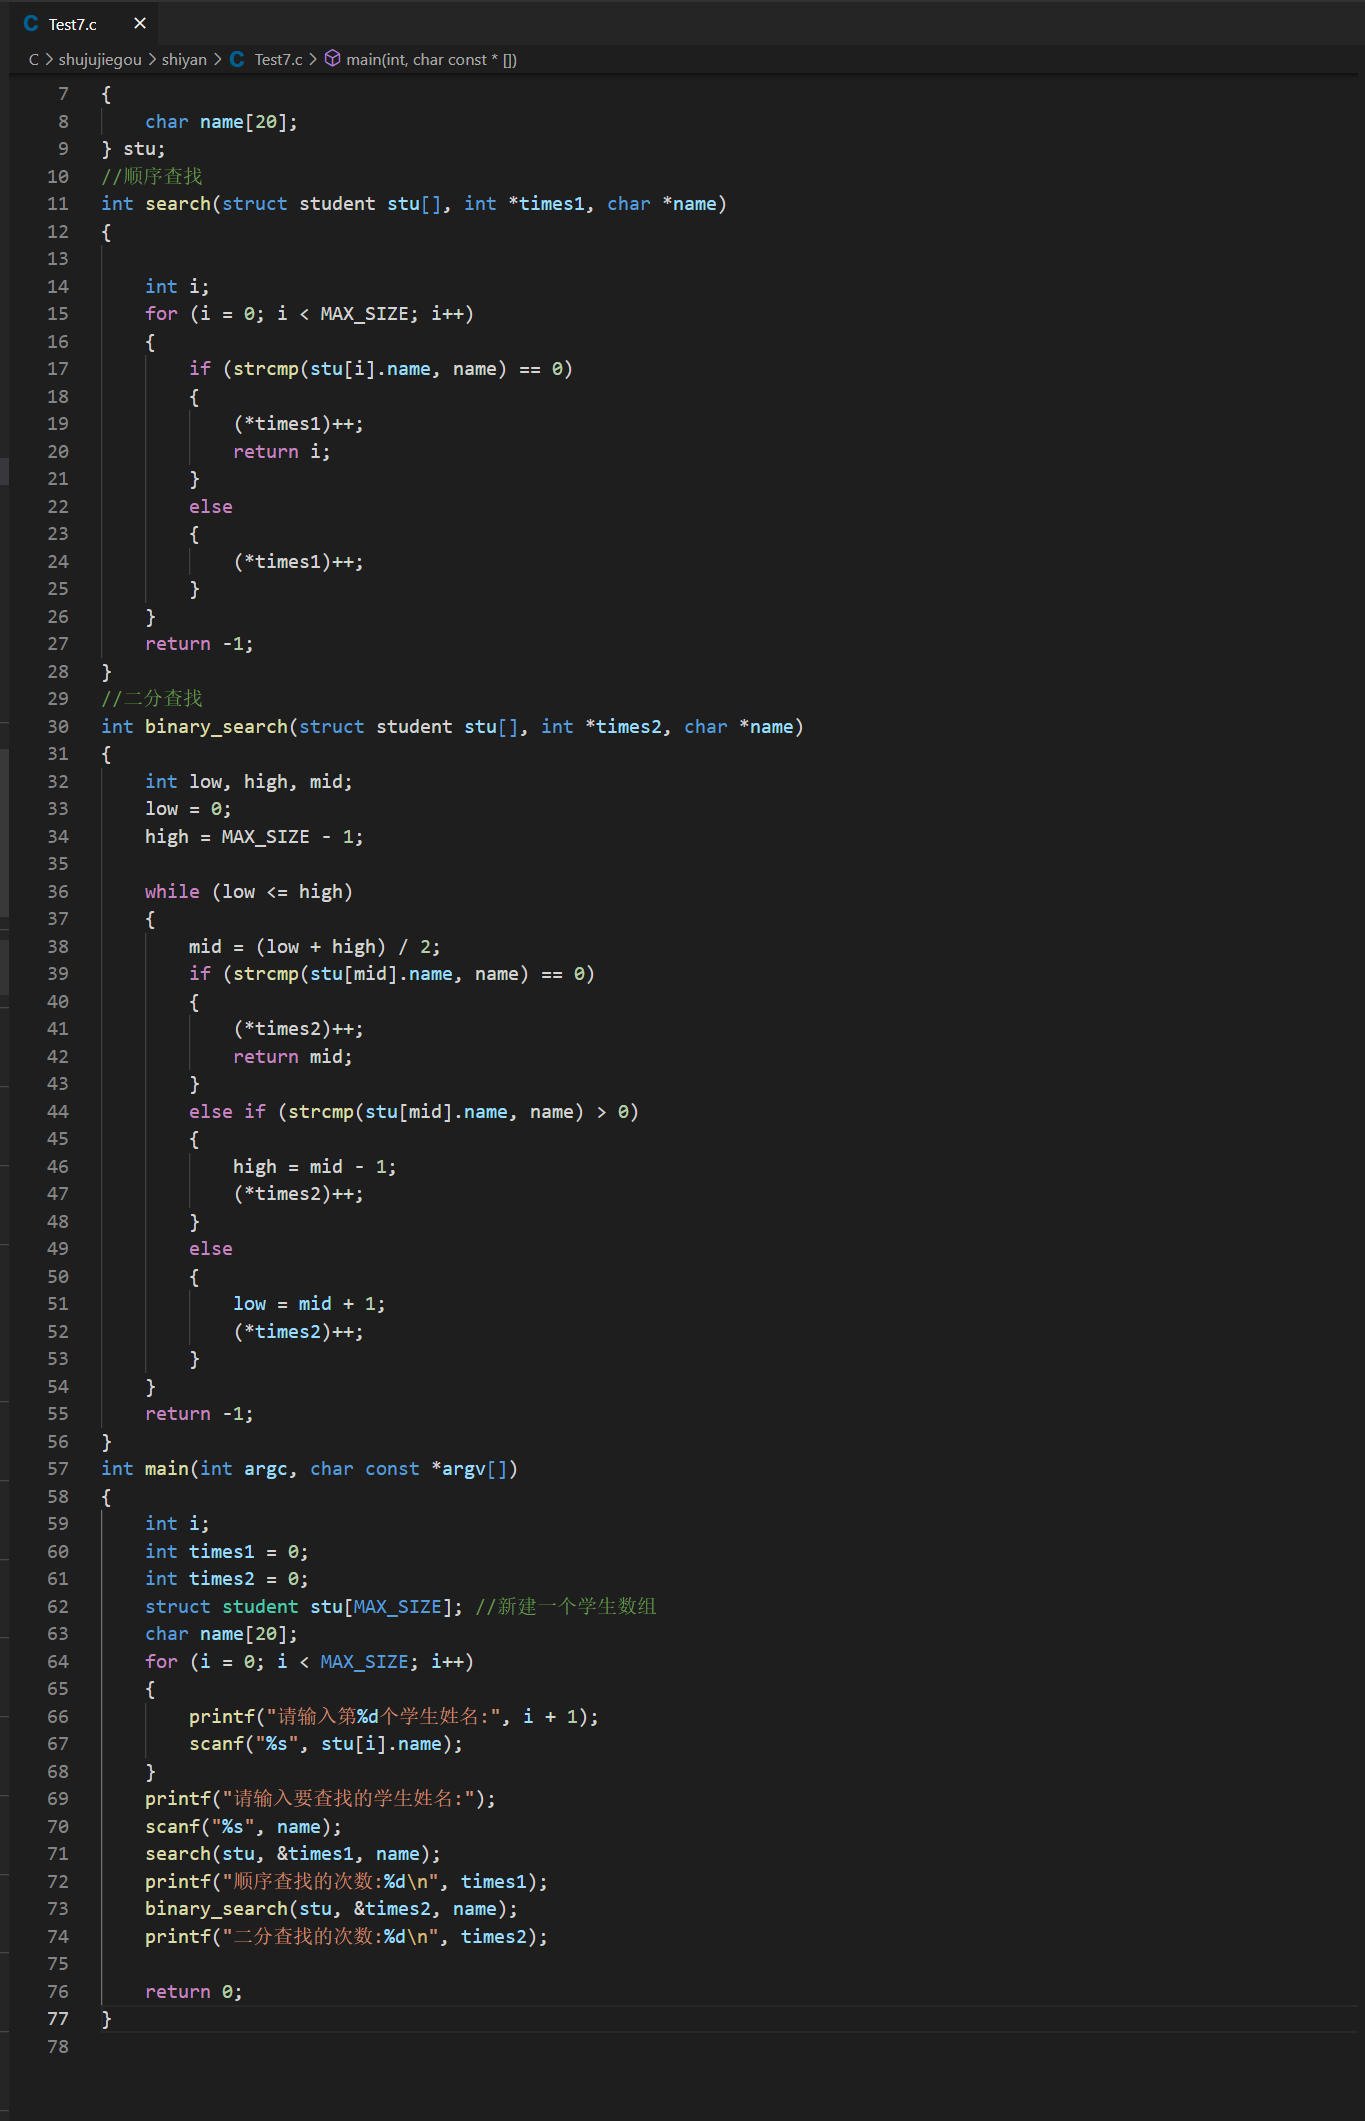 C Test7.c ×
C > shujujiegou > shiyan > C Test7.c > main(int, char const * [])
7 {
8     char name[20];
9 } stu;
10 //顺序查找
11 int search(struct student stu[], int *times1, char *name)
12 {
13
14     int i;
15     for (i = 0; i < MAX_SIZE; i++)
16     {
17         if (strcmp(stu[i].name, name) == 0)
18         {
19             (*times1)++;
20             return i;
21         }
22         else
23         {
24             (*times1)++;
25         }
26     }
27     return -1;
28 }
29 //二分查找
30 int binary_search(struct student stu[], int *times2, char *name)
31 {
32     int low, high, mid;
33     low = 0;
34     high = MAX_SIZE - 1;
35
36     while (low <= high)
37     {
38         mid = (low + high) / 2;
39         if (strcmp(stu[mid].name, name) == 0)
40         {
41             (*times2)++;
42             return mid;
43         }
44         else if (strcmp(stu[mid].name, name) > 0)
45         {
46             high = mid - 1;
47             (*times2)++;
48         }
49         else
50         {
51             low = mid + 1;
52             (*times2)++;
53         }
54     }
55     return -1;
56 }
57 int main(int argc, char const *argv[])
58 {
59     int i;
60     int times1 = 0;
61     int times2 = 0;
62     struct student stu[MAX_SIZE]; //新建一个学生数组
63     char name[20];
64     for (i = 0; i < MAX_SIZE; i++)
65     {
66         printf("请输入第%d个学生姓名:", i + 1);
67         scanf("%s", stu[i].name);
68     }
69     printf("请输入要查找的学生姓名:");
70     scanf("%s", name);
71     search(stu, &times1, name);
72     printf("顺序查找的次数:%d\n", times1);
73     binary_search(stu, &times2, name);
74     printf("二分查找的次数:%d\n", times2);
75
76     return 0;
77 }
78